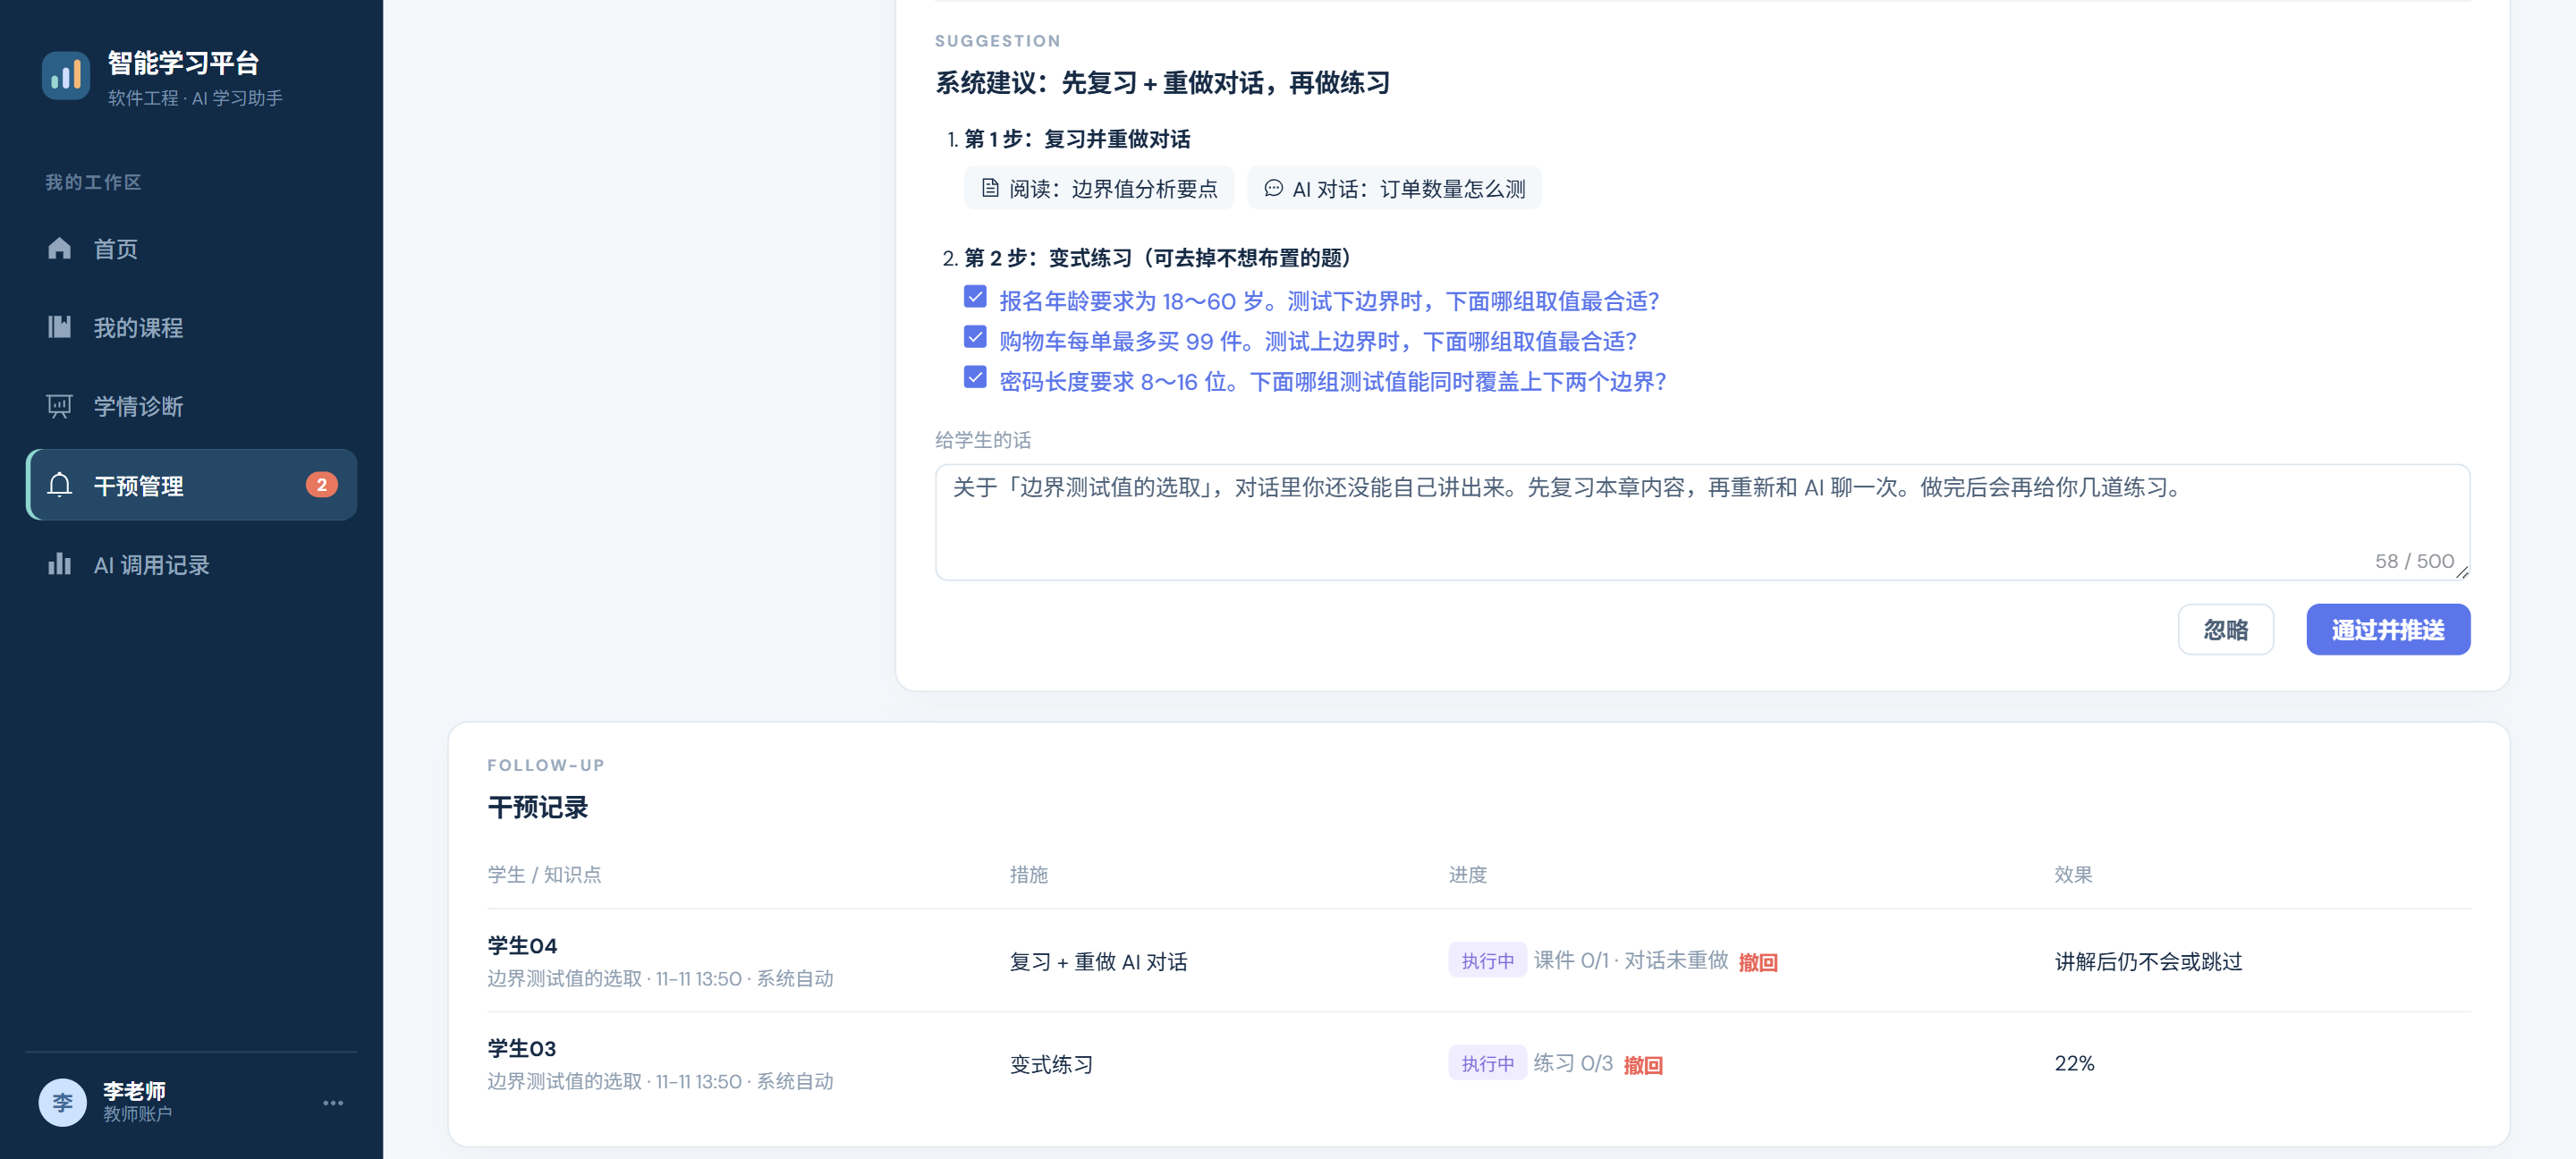 智能学习平台
软件工程 · AI 学习助手
我的工作区
首页
我的课程
学情诊断
干预管理
2
AI 调用记录
李
李老师
教师账户
SUGGESTION
系统建议：先复习 + 重做对话，再做练习
1. 第 1 步：复习并重做对话
阅读：边界值分析要点
AI 对话：订单数量怎么测
2. 第 2 步：变式练习（可去掉不想布置的题）
报名年龄要求为 18～60 岁。测试下边界时，下面哪组取值最合适？
购物车每单最多买 99 件。测试上边界时，下面哪组取值最合适？
密码长度要求 8～16 位。下面哪组测试值能同时覆盖上下两个边界？
给学生的话
关于「边界测试值的选取」，对话里你还没能自己讲出来。先复习本章内容，再重新和 AI 聊一次。做完后会再给你几道练习。
58 / 500
忽略
通过并推送
FOLLOW-UP
干预记录
学生 / 知识点 措施 进度 效果
学生04
边界测试值的选取 · 11-11 13:50 · 系统自动
复习 + 重做 AI 对话
执行中 课件 0/1 · 对话未重做 撤回
讲解后仍不会或跳过
学生03
边界测试值的选取 · 11-11 13:50 · 系统自动
变式练习
执行中 练习 0/3 撤回
22%